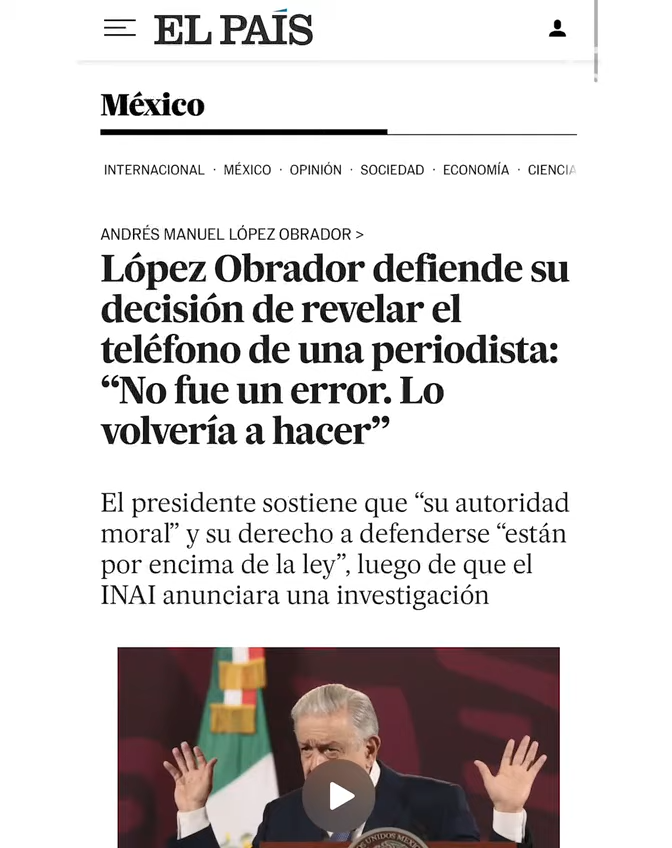 EL PAÍS
México
INTERNACIONAL · MÉXICO · OPINIÓN · SOCIEDAD · ECONOMÍA · CIENCIA
ANDRÉS MANUEL LÓPEZ OBRADOR >
López Obrador defiende su
decisión de revelar el
teléfono de una periodista:
“No fue un error. Lo
volvería a hacer”
El presidente sostiene que “su autoridad
moral” y su derecho a defenderse “están
por encima de la ley”, luego de que el
INAI anunciara una investigación
UNIDOS MEXICANOS